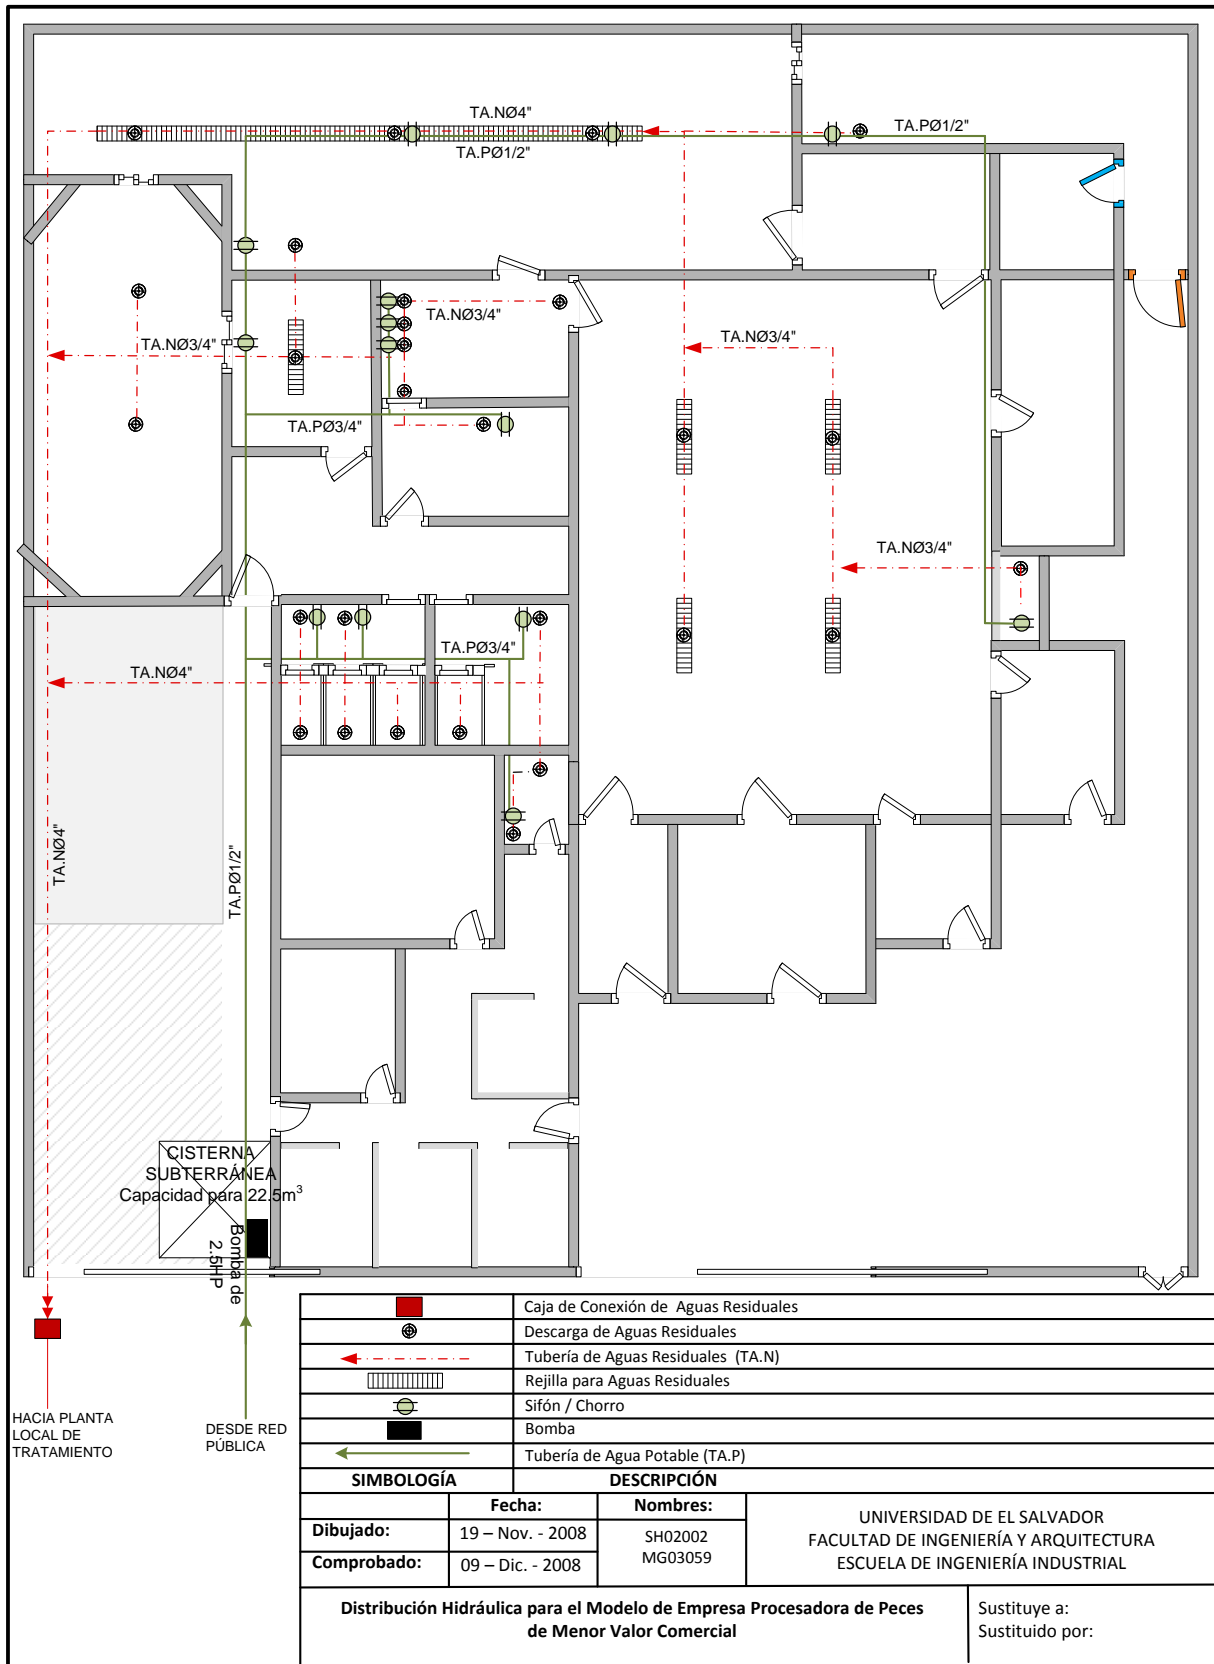 TA.NØ4"
TA.PØ1/2"
TA.PØ1/2"
TA.NØ3/4"
TA.NØ3/4"
TA.NØ3/4"
TA.PØ3/4"
TA.NØ3/4"
TA.PØ3/4"
TA.NØ4"
TA.NØ4"
TA.PØ1/2"
CISTERNA
SUBTERRÁNEA
Capacidad para 22.5m³
Bomba de
2.5HP
HACIA PLANTA
LOCAL DE
TRATAMIENTO
DESDE RED
PÚBLICA
Caja de Conexión de Aguas Residuales
Descarga de Aguas Residuales
Tubería de Aguas Residuales (TA.N)
Rejilla para Aguas Residuales
Sifón / Chorro
Bomba
Tubería de Agua Potable (TA.P)
SIMBOLOGÍA DESCRIPCIÓN
Fecha: Nombres:
Dibujado: 19 – Nov. - 2008 SH02002
Comprobado: 09 – Dic. - 2008 MG03059
UNIVERSIDAD DE EL SALVADOR
FACULTAD DE INGENIERÍA Y ARQUITECTURA
ESCUELA DE INGENIERÍA INDUSTRIAL
Distribución Hidráulica para el Modelo de Empresa Procesadora de Peces
de Menor Valor Comercial
Sustituye a:
Sustituido por: